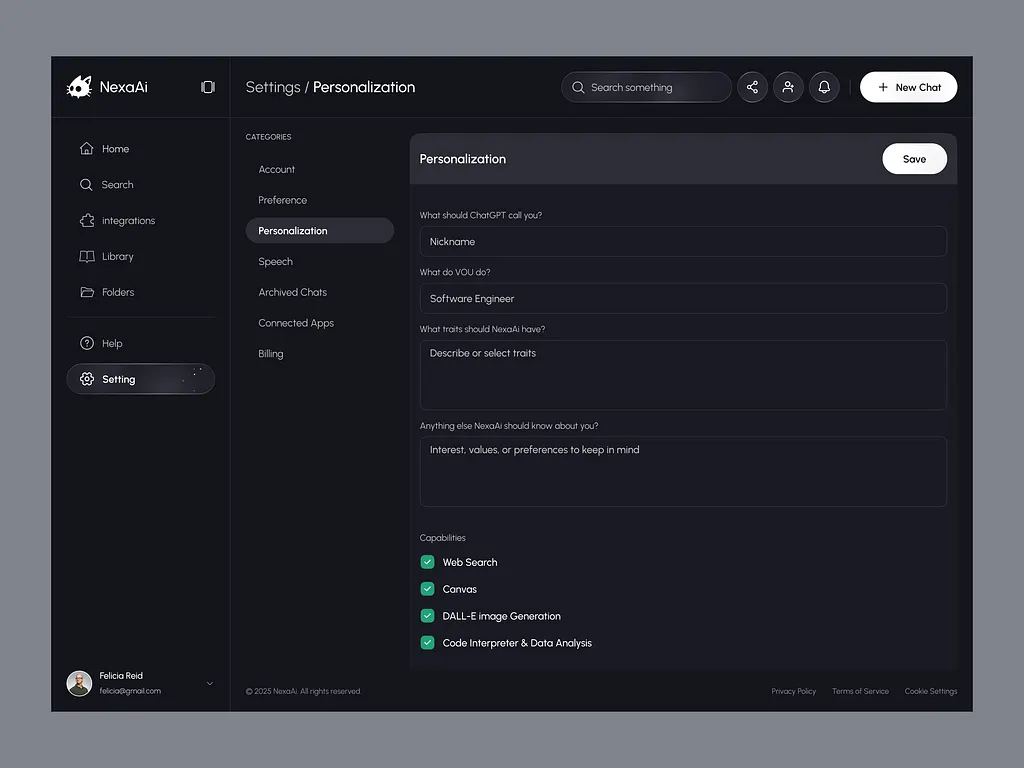 NexaAi
Settings / Personalization
Search something
New Chat
Home
Search
integrations
Library
Folders
Help
Setting
Felicia Reid
felicia@gmail.com
CATEGORIES
Account
Preference
Personalization
Speech
Archived Chats
Connected Apps
Billing
Personalization
Save
What should ChatGPT call you?
Nickname
What do VOU do?
Software Engineer
What traits should NexaAi have?
Describe or select traits
Anything else NexaAi should know about you?
Interest, values, or preferences to keep in mind
Capabilities
Web Search
Canvas
DALL-E image Generation
Code Interpreter & Data Analysis
© 2025 NexaAi. All rights reserved.
Privacy Policy
Terms of Service
Cookie Settings